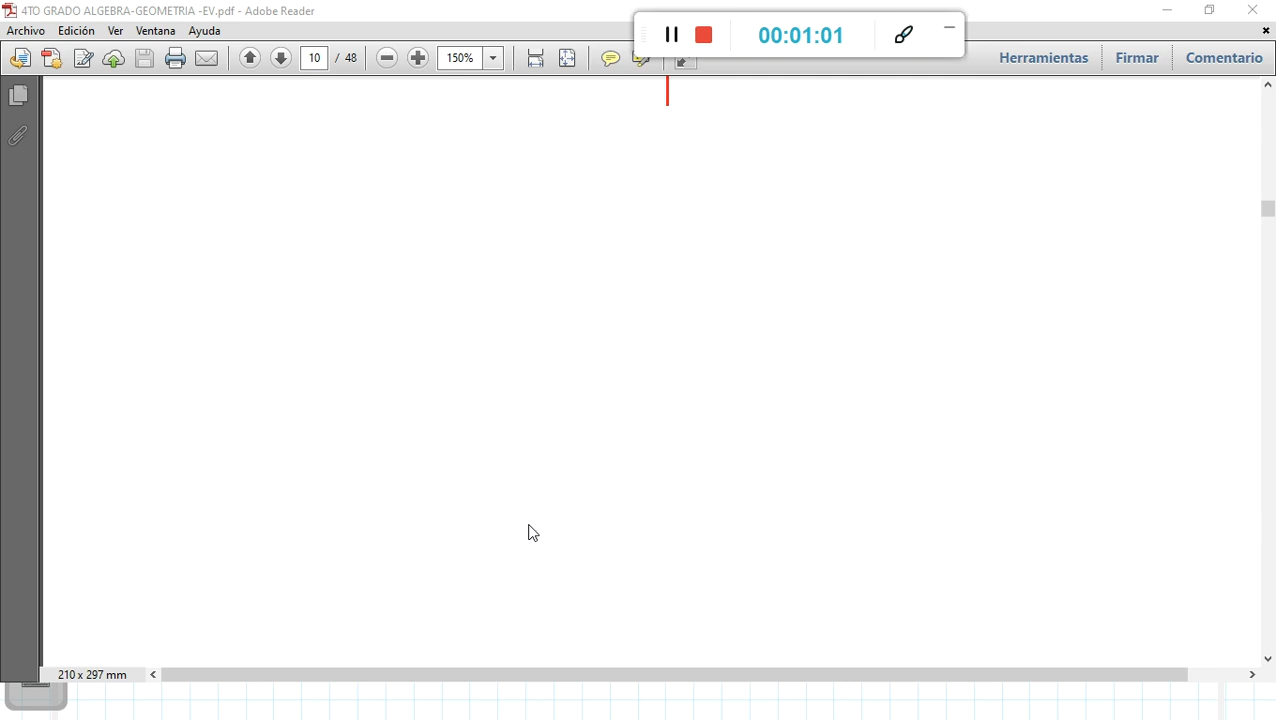 4TO GRADO ALGEBRA-GEOMETRIA -EV.pdf - Adobe Reader
Archivo Edición Ver Ventana Ayuda
00:01:01
10 / 48 150% Herramientas Firmar Comentario
210 x 297 mm